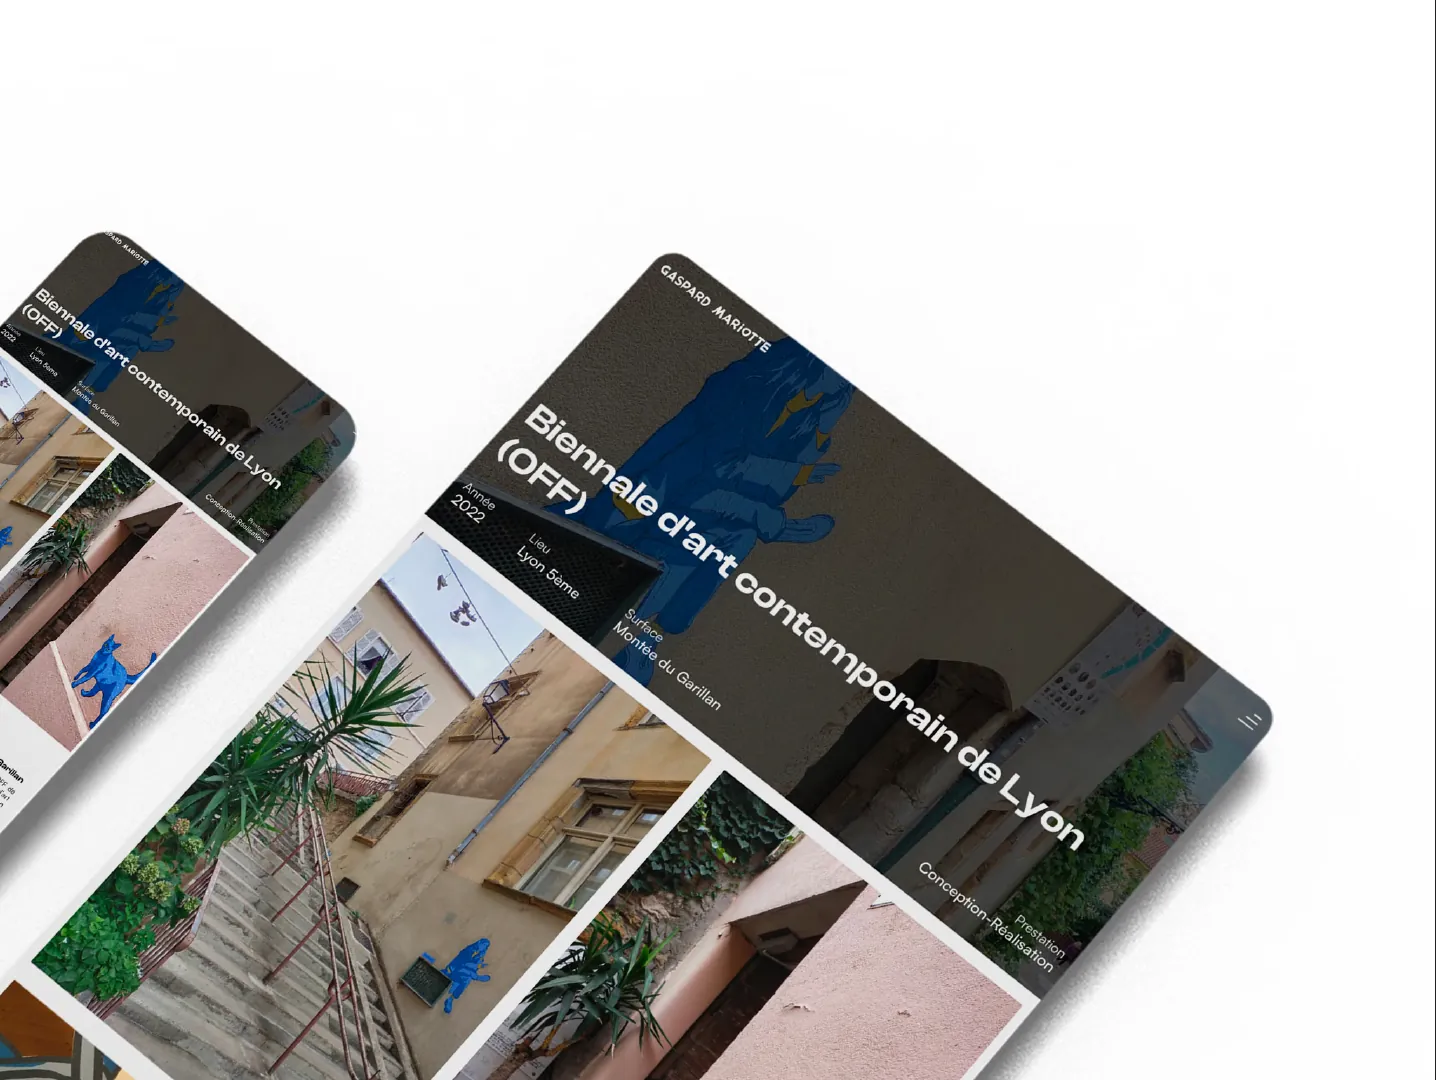 GASPARD MARIOTTE
Biennale d'art contemporain de Lyon
(OFF)
Année
2022
Lieu
Lyon 5ème
Surface
Montée du Garillan
Prestation
Conception-Réalisation
GASPARD MARIOTTE
Biennale d'art contemporain de Lyon
(OFF)
Année
2022
Lieu
Lyon 5ème
Surface
Montée du Garillan
Prestation
Conception-Réalisation
Garillan